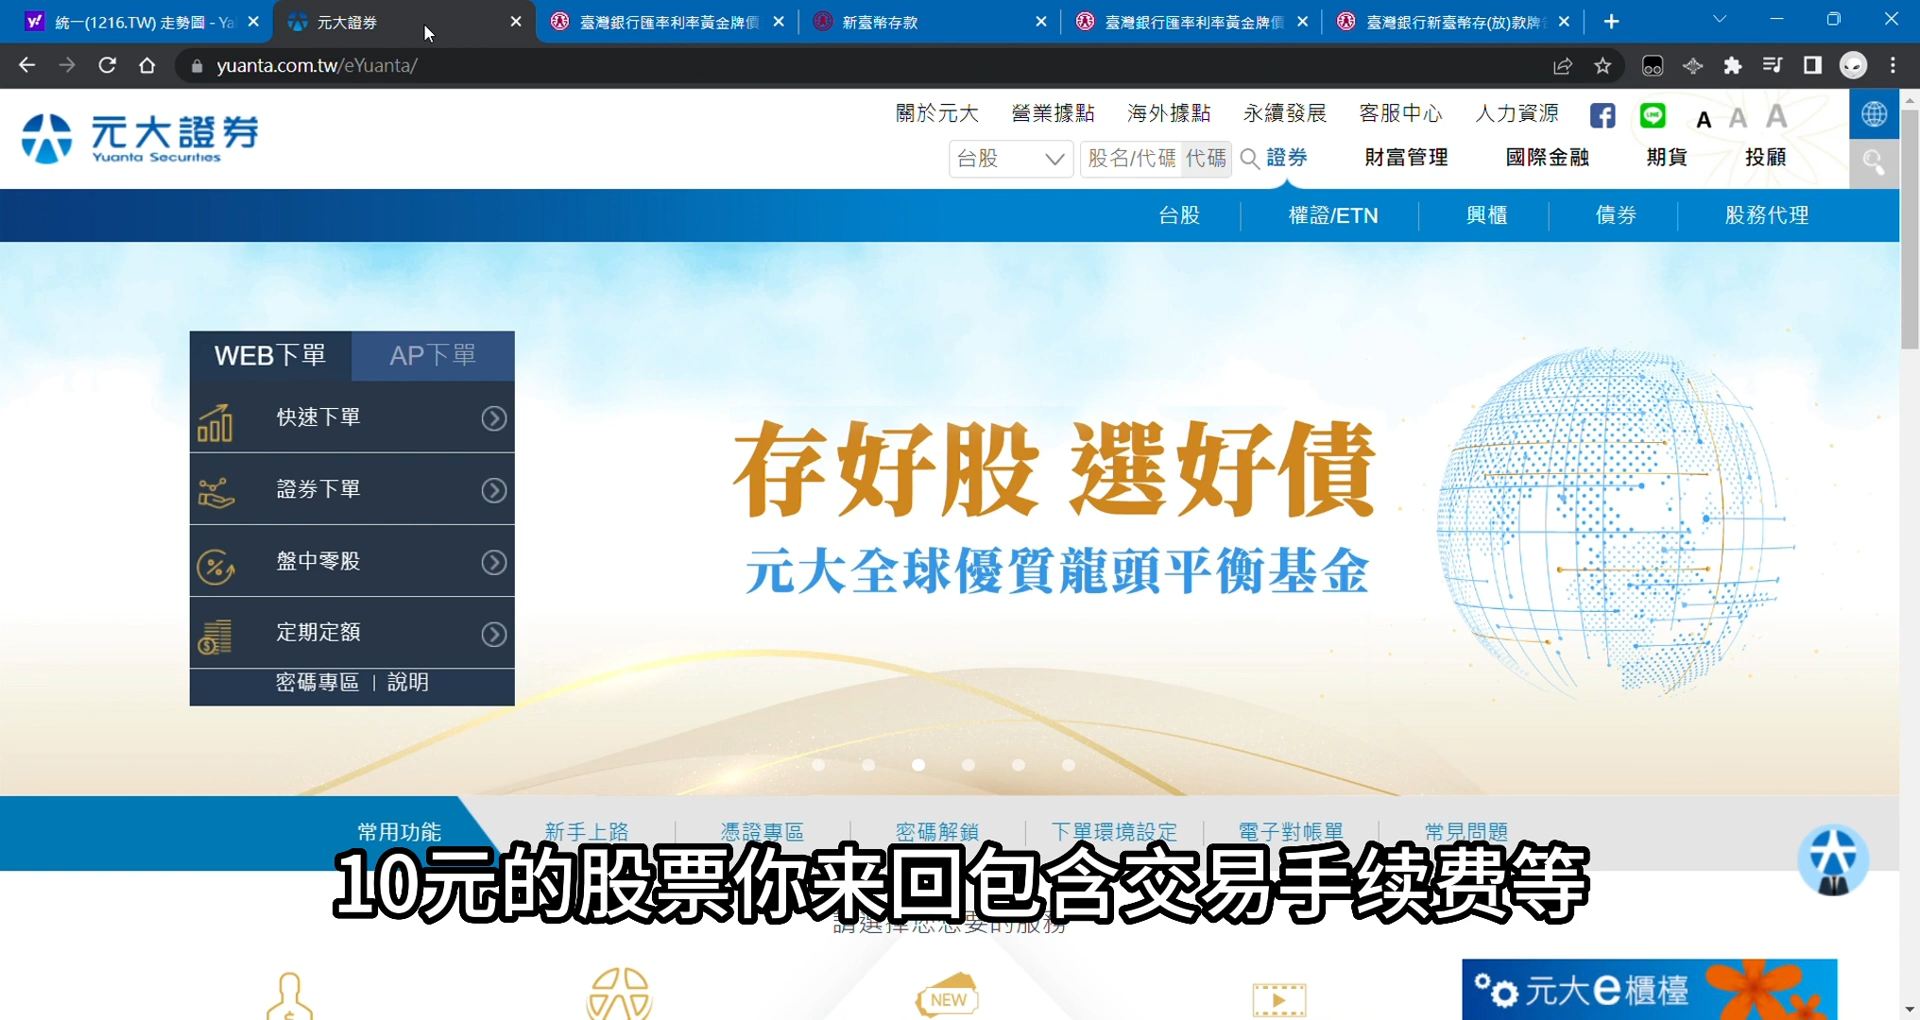 統一(1216.TW) 走勢圖 - Ya
元大證券
臺灣銀行匯率利率黃金牌價
新臺幣存款
臺灣銀行匯率利率黃金牌價
臺灣銀行新臺幣存(放)款牌告
yuanta.com.tw/eYuanta/
元大證券
Yuanta Securities
關於元大 營業據點 海外據點 永續發展 客服中心 人力資源 f LINE A A A
台股 股名/代碼 代碼 證券 財富管理 國際金融 期貨 投顧
台股 權證/ETN 興櫃 債券 股務代理
WEB下單 AP下單
快速下單
證券下單
盤中零股
定期定額
密碼專區 | 說明
存好股 選好債
元大全球優質龍頭平衡基金
常用功能 新手上路 憑證專區 密碼解鎖 下單環境設定 電子對帳單 常見問題
10元的股票你来回包含交易手续费等
請選擇您想要的服務
NEW
元大e櫃檯